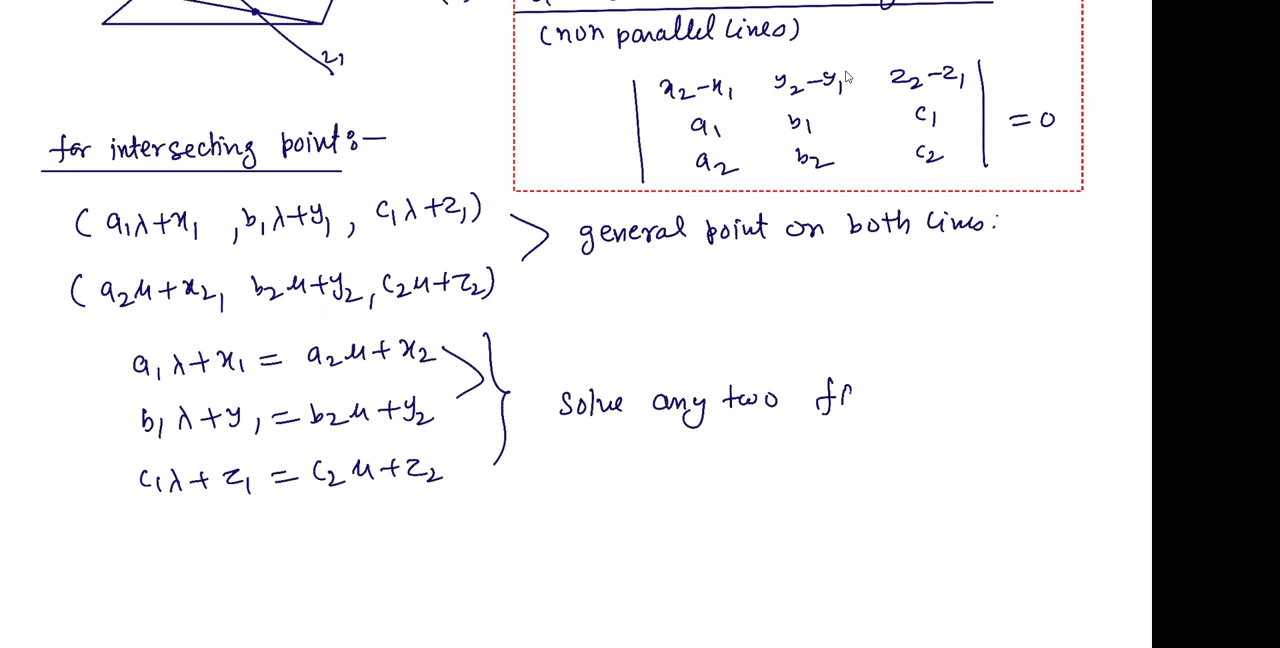 (non parallel lines)
| x₂-x₁ y₂-y₁ z₂-z₁ |
| a₁ b₁ c₁ | = 0
| a₂ b₂ c₂ |
for intersecting point:-
(a₁λ+x₁, b₁λ+y₁, c₁λ+z₁)
(a₂μ+x₂, b₂μ+y₂, c₂μ+z₂)
general point on both lines:
a₁λ+x₁ = a₂μ+x₂
b₁λ+y₁ = b₂μ+y₂
c₁λ+z₁ = c₂μ+z₂
solve any two fr